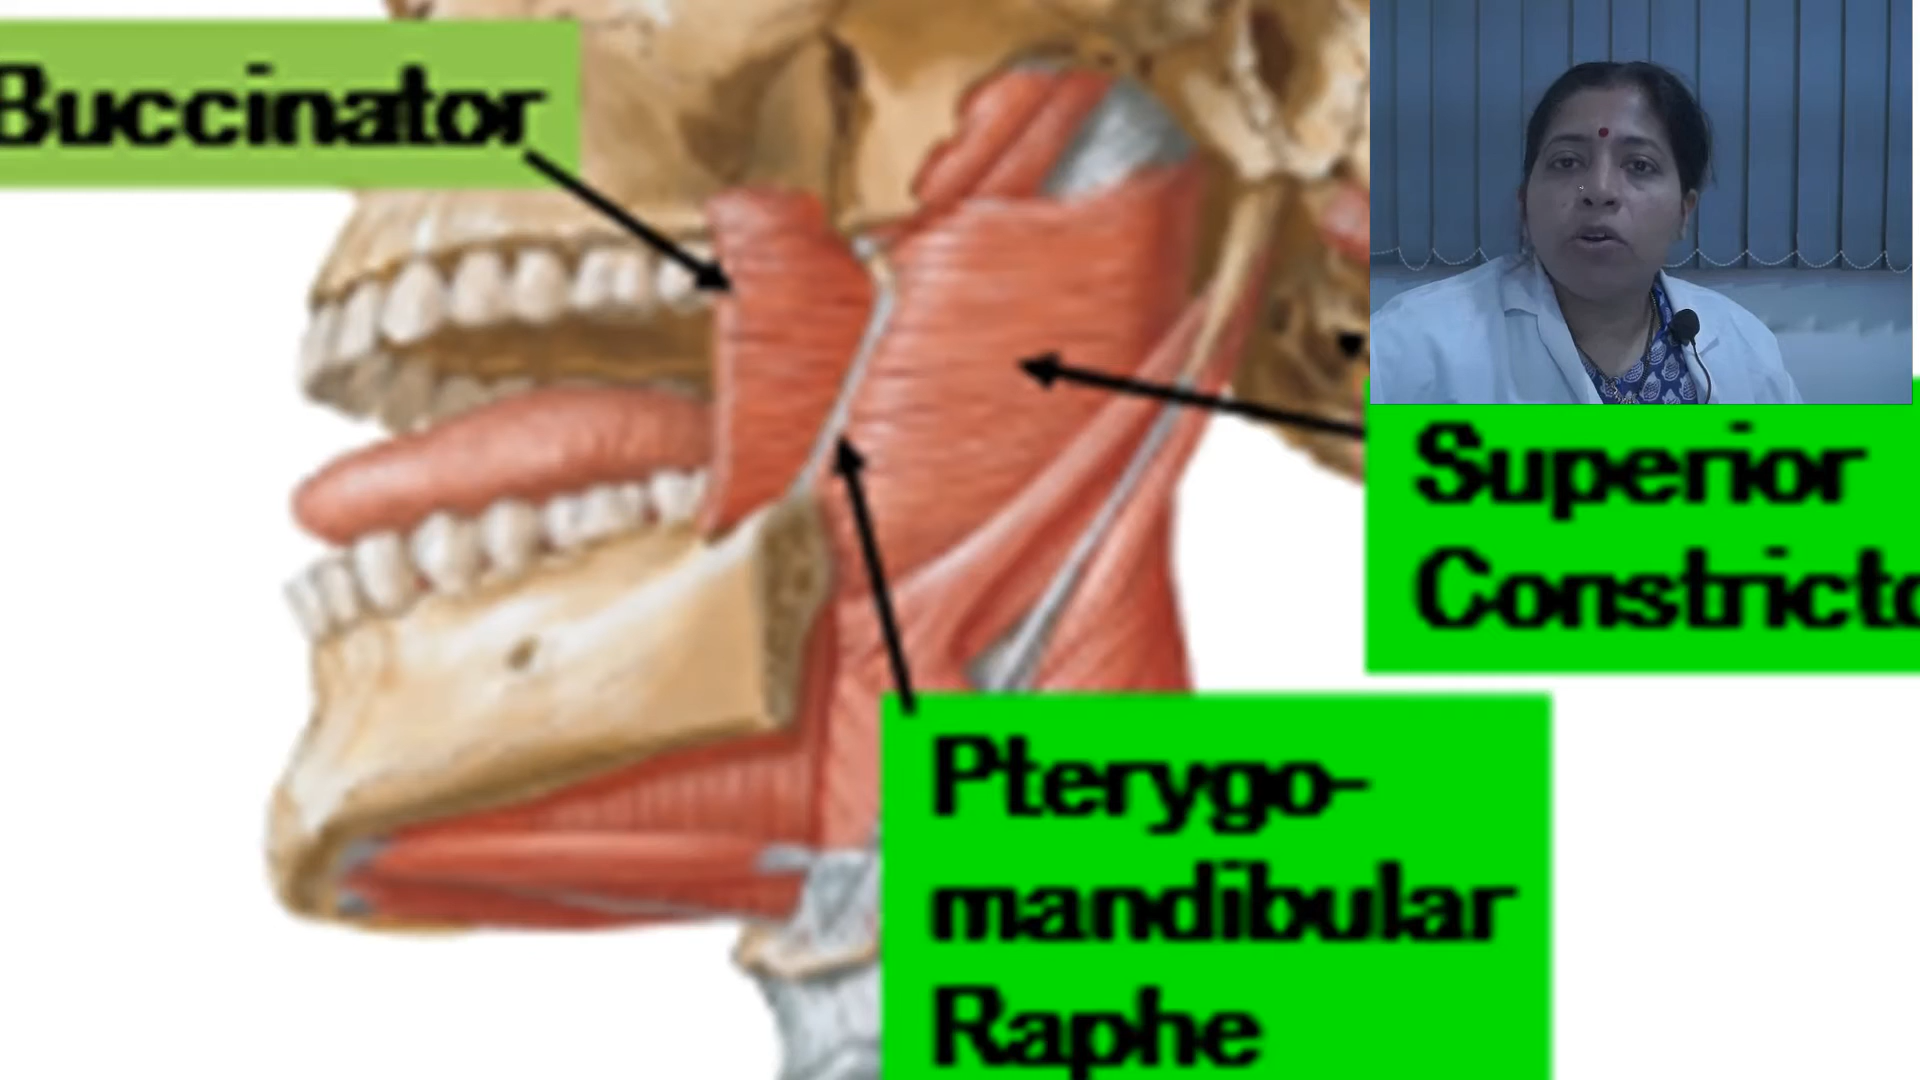 Buccinator
Superior
Constricto
Pterygo-
mandibular
Raphe